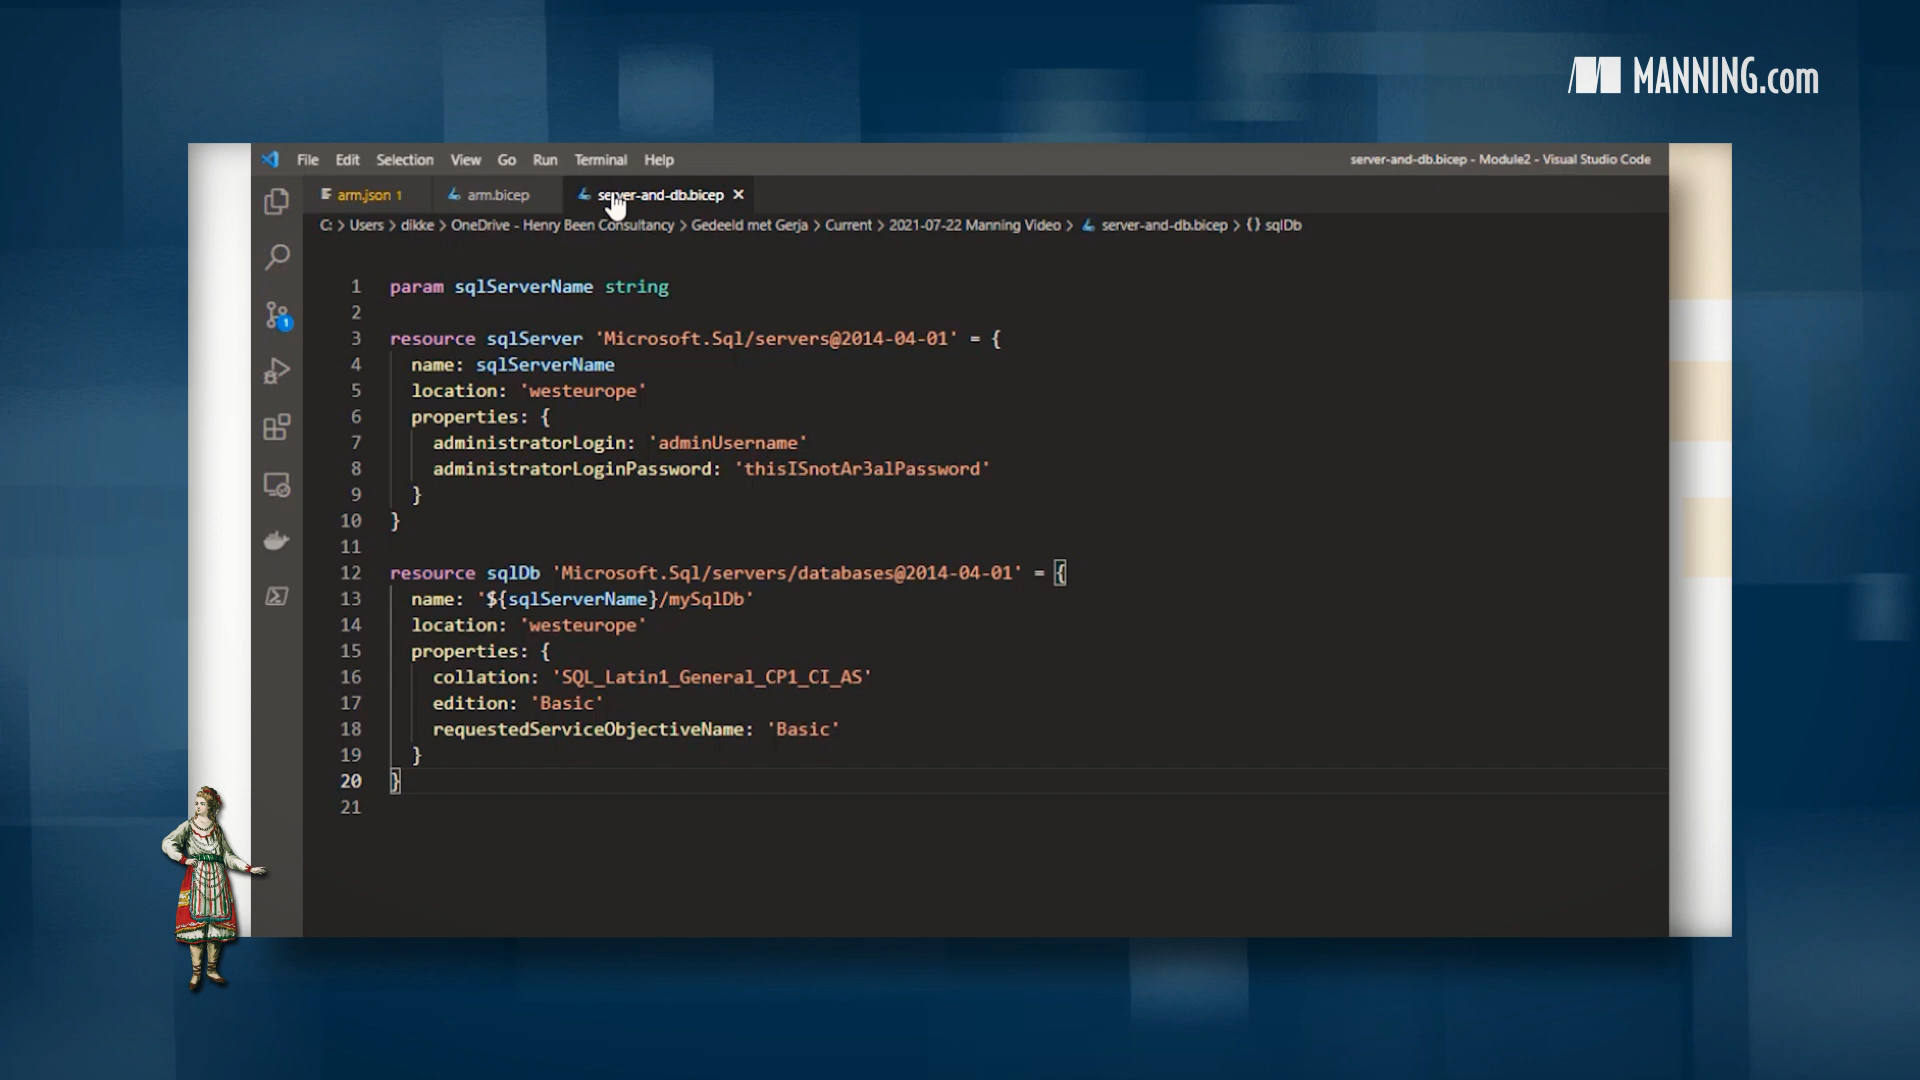 MANNING.com
File Edit Selection View Go Run Terminal Help
server-and-db.bicep - Module2 - Visual Studio Code
arm.json 1
arm.bicep
server-and-db.bicep
C: > Users > dikke > OneDrive - Henry Been Consultancy > Gedeeld met Gerja > Current > 2021-07-22 Manning Video > server-and-db.bicep > {} sqlDb
1 param sqlServerName string
2
3 resource sqlServer 'Microsoft.Sql/servers@2014-04-01' = {
4 name: sqlServerName
5 location: 'westeurope'
6 properties: {
7 administratorLogin: 'adminUsername'
8 administratorLoginPassword: 'thisISnotAr3alPassword'
9 }
10 }
11
12 resource sqlDb 'Microsoft.Sql/servers/databases@2014-04-01' = {
13 name: '${sqlServerName}/mySqlDb'
14 location: 'westeurope'
15 properties: {
16 collation: 'SQL_Latin1_General_CP1_CI_AS'
17 edition: 'Basic'
18 requestedServiceObjectiveName: 'Basic'
19 }
20 }
21
1